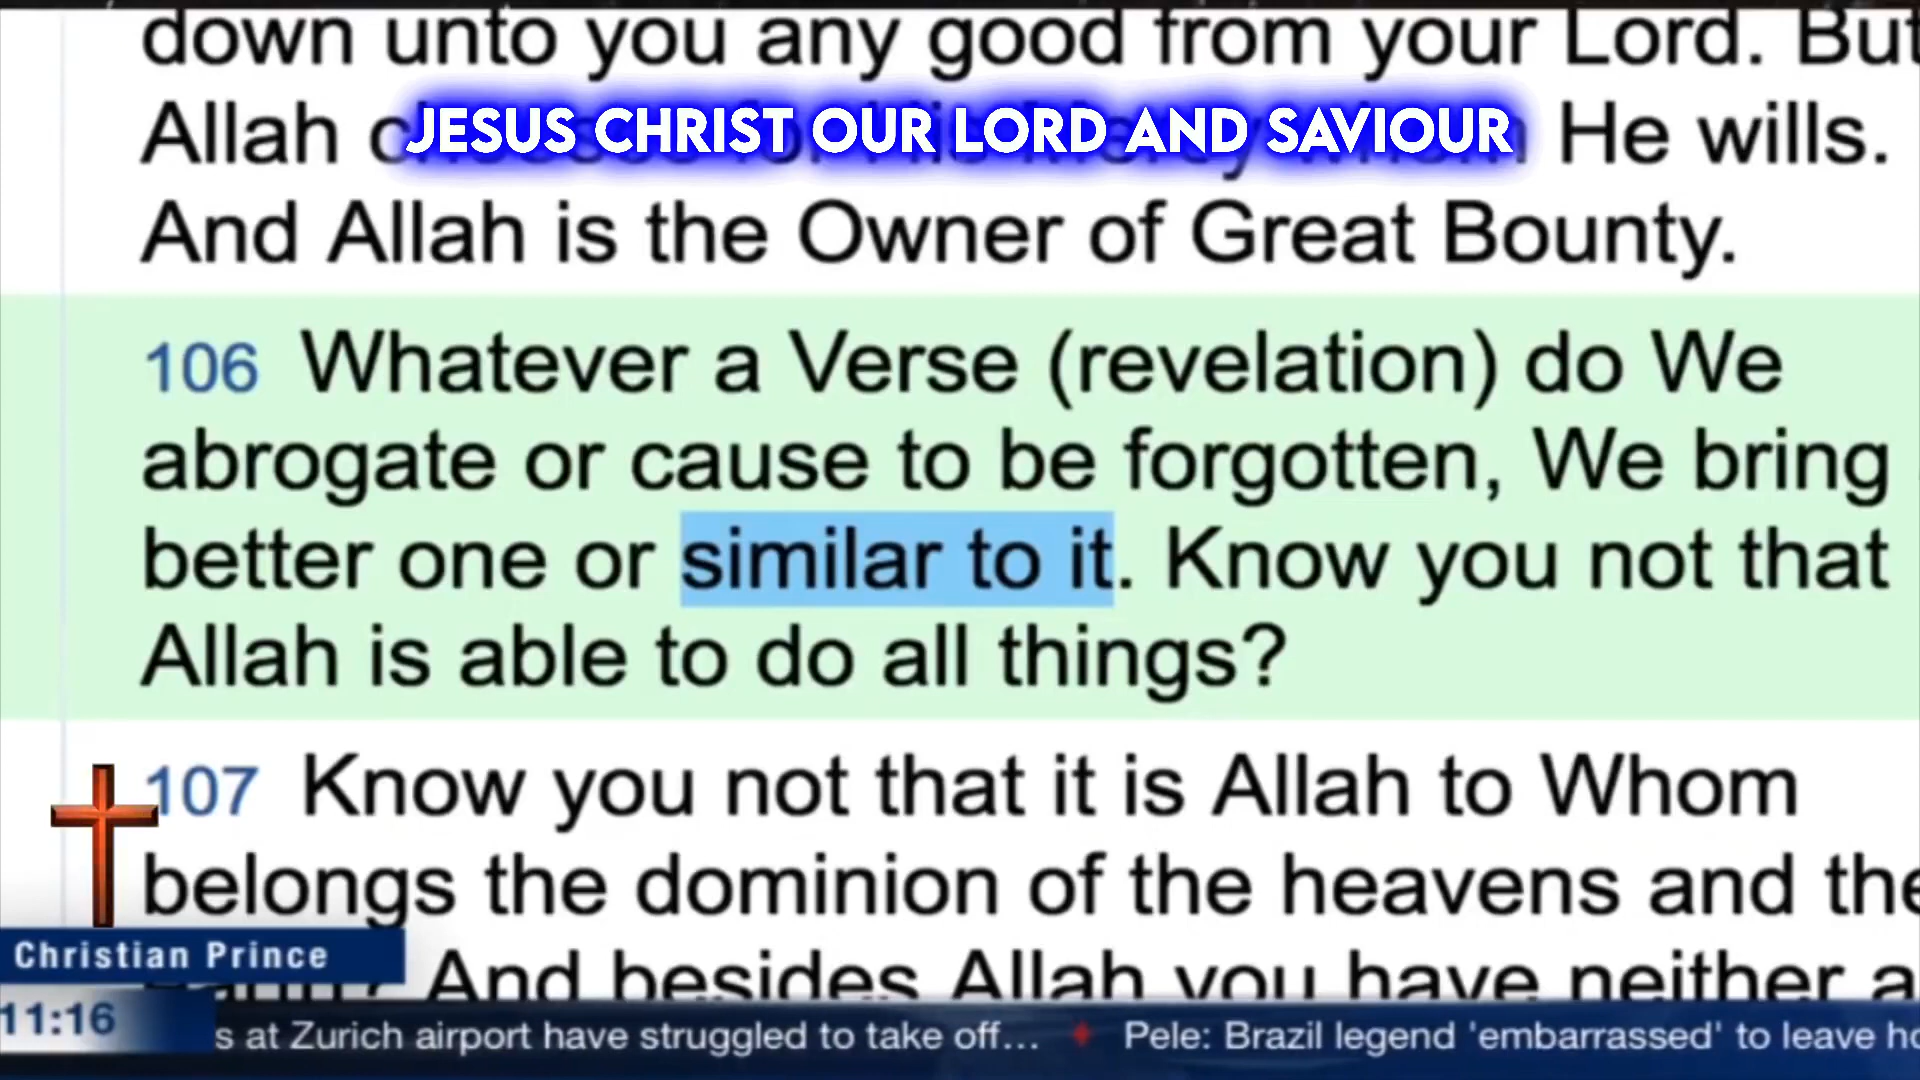 down unto you any good from your Lord. But
JESUS CHRIST OUR LORD AND SAVIOUR
Allah He wills.
And Allah is the Owner of Great Bounty.
106 Whatever a Verse (revelation) do We
abrogate or cause to be forgotten, We bring
better one or similar to it. Know you not that
Allah is able to do all things?
107 Know you not that it is Allah to Whom
belongs the dominion of the heavens and the
And besides Allah you have neither a
Christian Prince
11:16
s at Zurich airport have struggled to take off... Pele: Brazil legend 'embarrassed' to leave ho